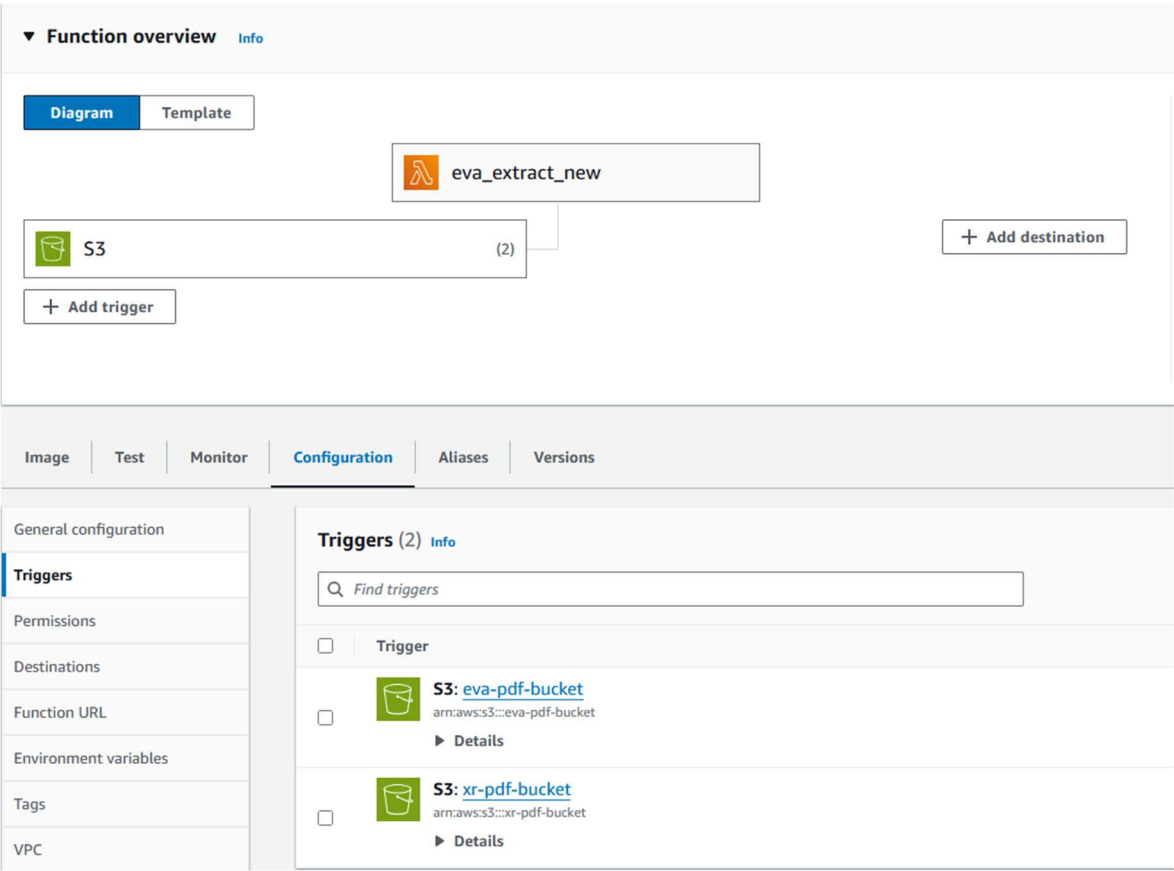 Function overview Info
Diagram Template
eva_extract_new
S3 (2)
+ Add destination
+ Add trigger
Image Test Monitor Configuration Aliases Versions
General configuration
Triggers
Permissions
Destinations
Function URL
Environment variables
Tags
VPC
Triggers (2) Info
Find triggers
Trigger
S3: eva-pdf-bucket
arn:aws:s3:::eva-pdf-bucket
Details
S3: xr-pdf-bucket
arn:aws:s3:::xr-pdf-bucket
Details